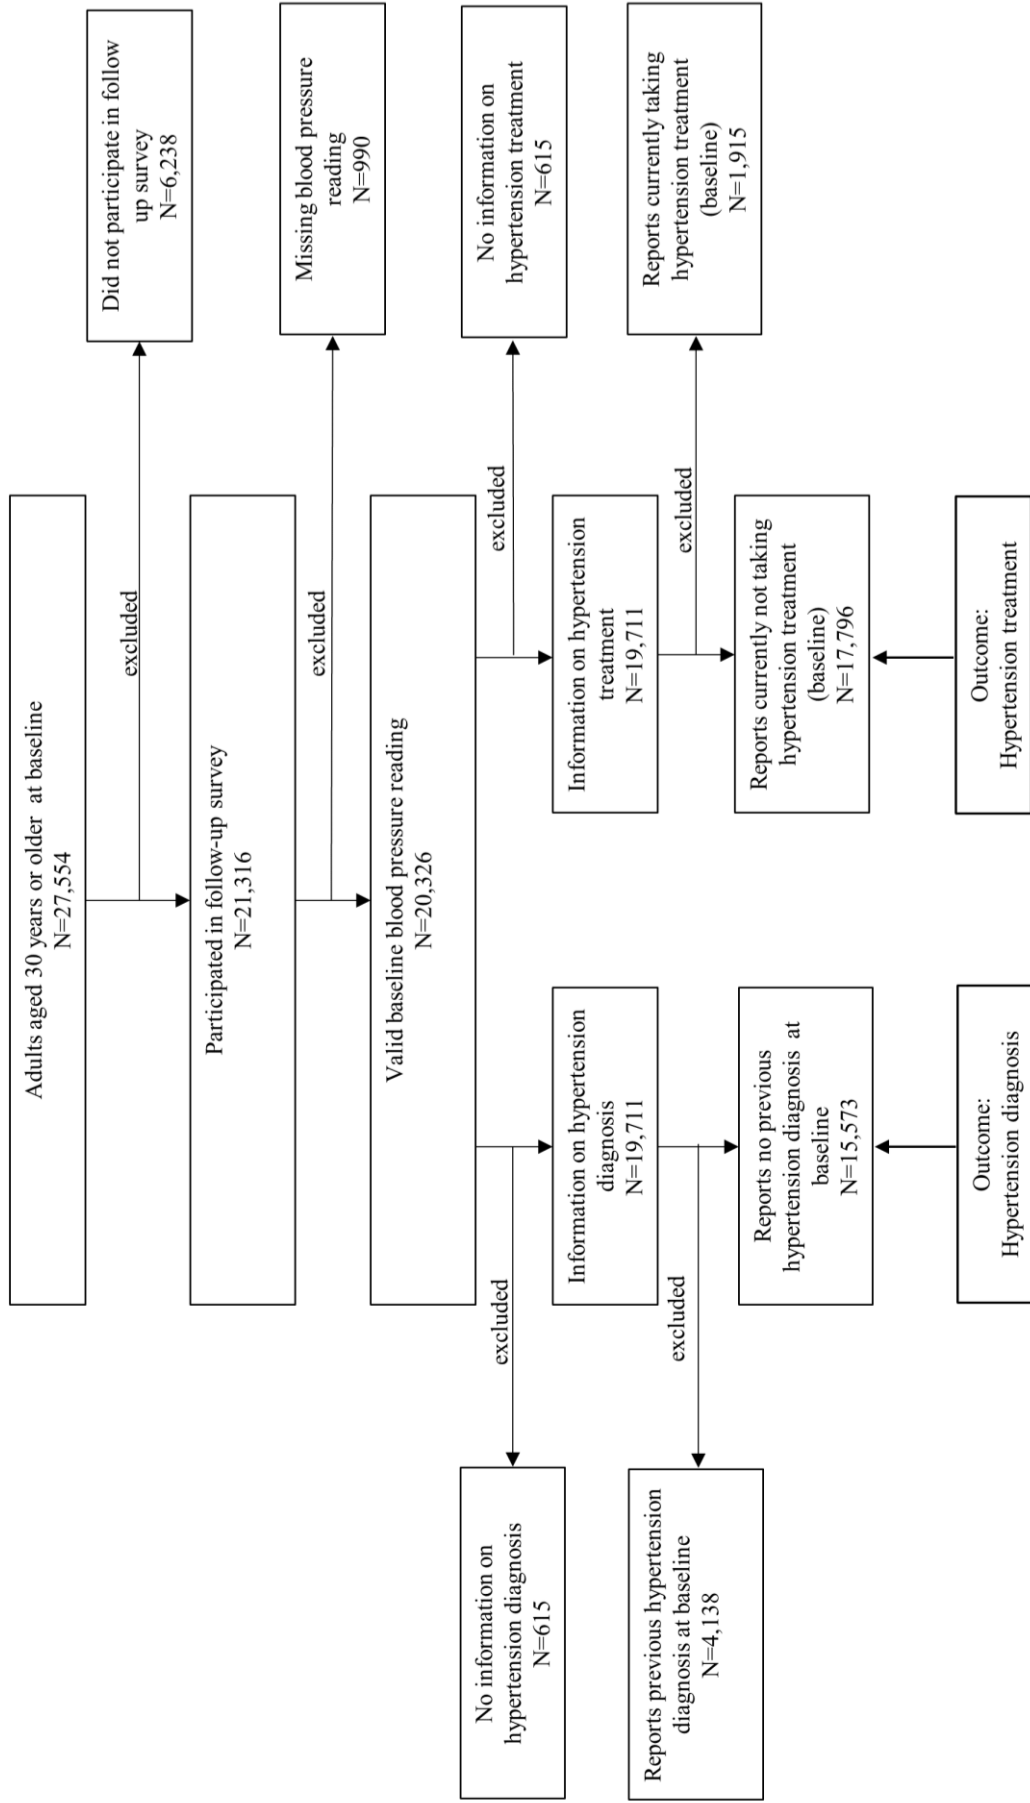 Adults aged 30 years or older at baseline
N=27,554
excluded
Did not participate in follow
up survey
N=6,238
Participated in follow-up survey
N=21,316
excluded
Missing blood pressure
reading
N=990
Valid baseline blood pressure reading
N=20,326
excluded
No information on
hypertension diagnosis
N=615
excluded
No information on
hypertension treatment
N=615
Information on hypertension
diagnosis
N=19,711
Information on hypertension
treatment
N=19,711
excluded
Reports previous hypertension
diagnosis at baseline
N=4,138
excluded
Reports currently taking
hypertension treatment
(baseline)
N=1,915
Reports no previous
hypertension diagnosis at
baseline
N=15,573
Reports currently not taking
hypertension treatment
(baseline)
N=17,796
Outcome:
Hypertension diagnosis
Outcome:
Hypertension treatment